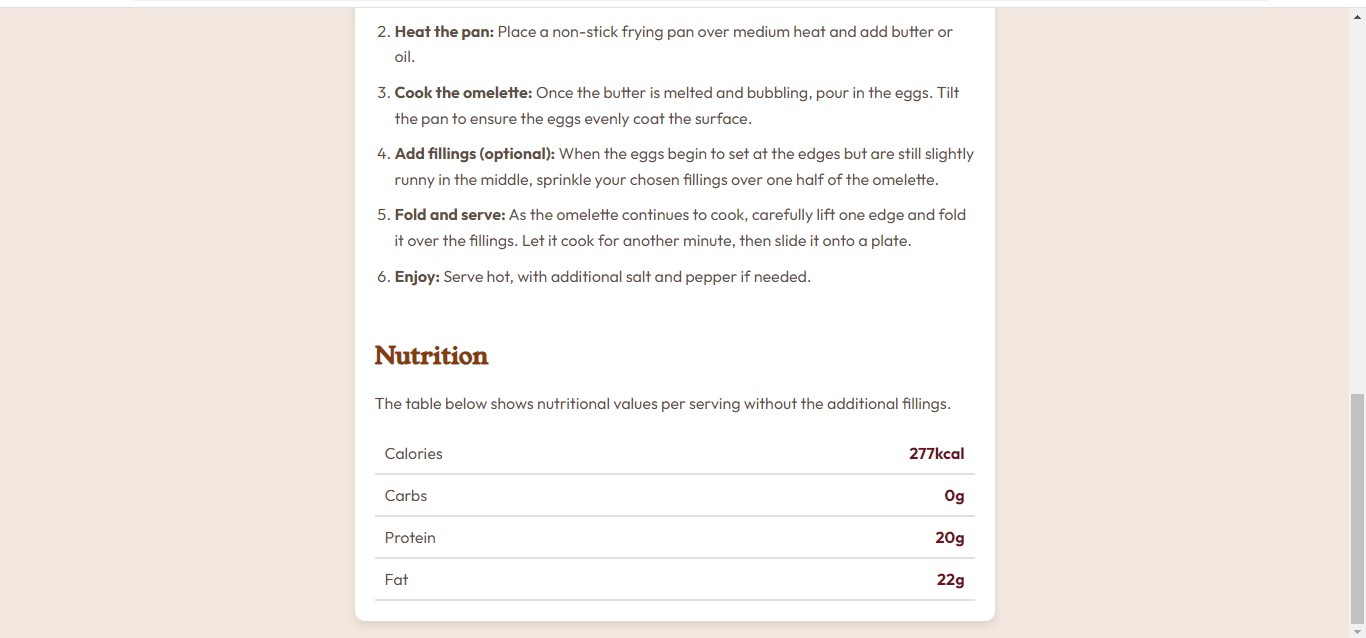 2. Heat the pan: Place a non-stick frying pan over medium heat and add butter or
oil.
3. Cook the omelette: Once the butter is melted and bubbling, pour in the eggs. Tilt
the pan to ensure the eggs evenly coat the surface.
4. Add fillings (optional): When the eggs begin to set at the edges but are still slightly
runny in the middle, sprinkle your chosen fillings over one half of the omelette.
5. Fold and serve: As the omelette continues to cook, carefully lift one edge and fold
it over the fillings. Let it cook for another minute, then slide it onto a plate.
6. Enjoy: Serve hot, with additional salt and pepper if needed.
Nutrition
The table below shows nutritional values per serving without the additional fillings.
Calories 277kcal
Carbs 0g
Protein 20g
Fat 22g